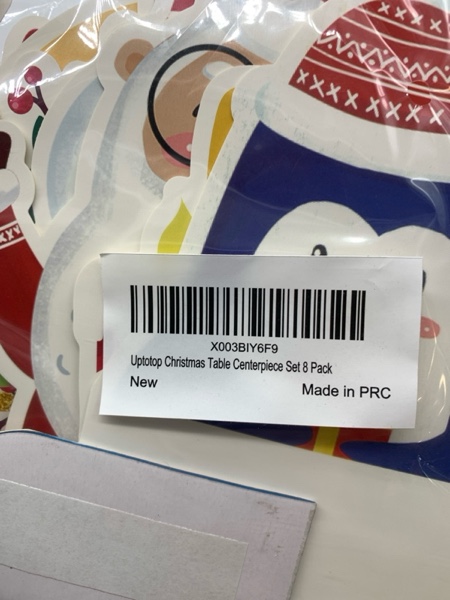 X003BIY6F9
Uptotop Christmas Table Centerpiece Set 8 Pack
New
Made in PRC